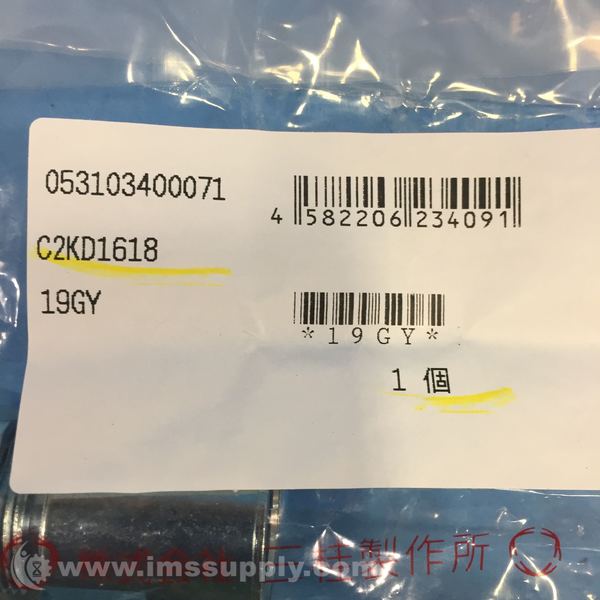 053103400071
4 582206 234091
C2KD1618
19GY
*19GY*
1 個
製作所
www.imssupply.com